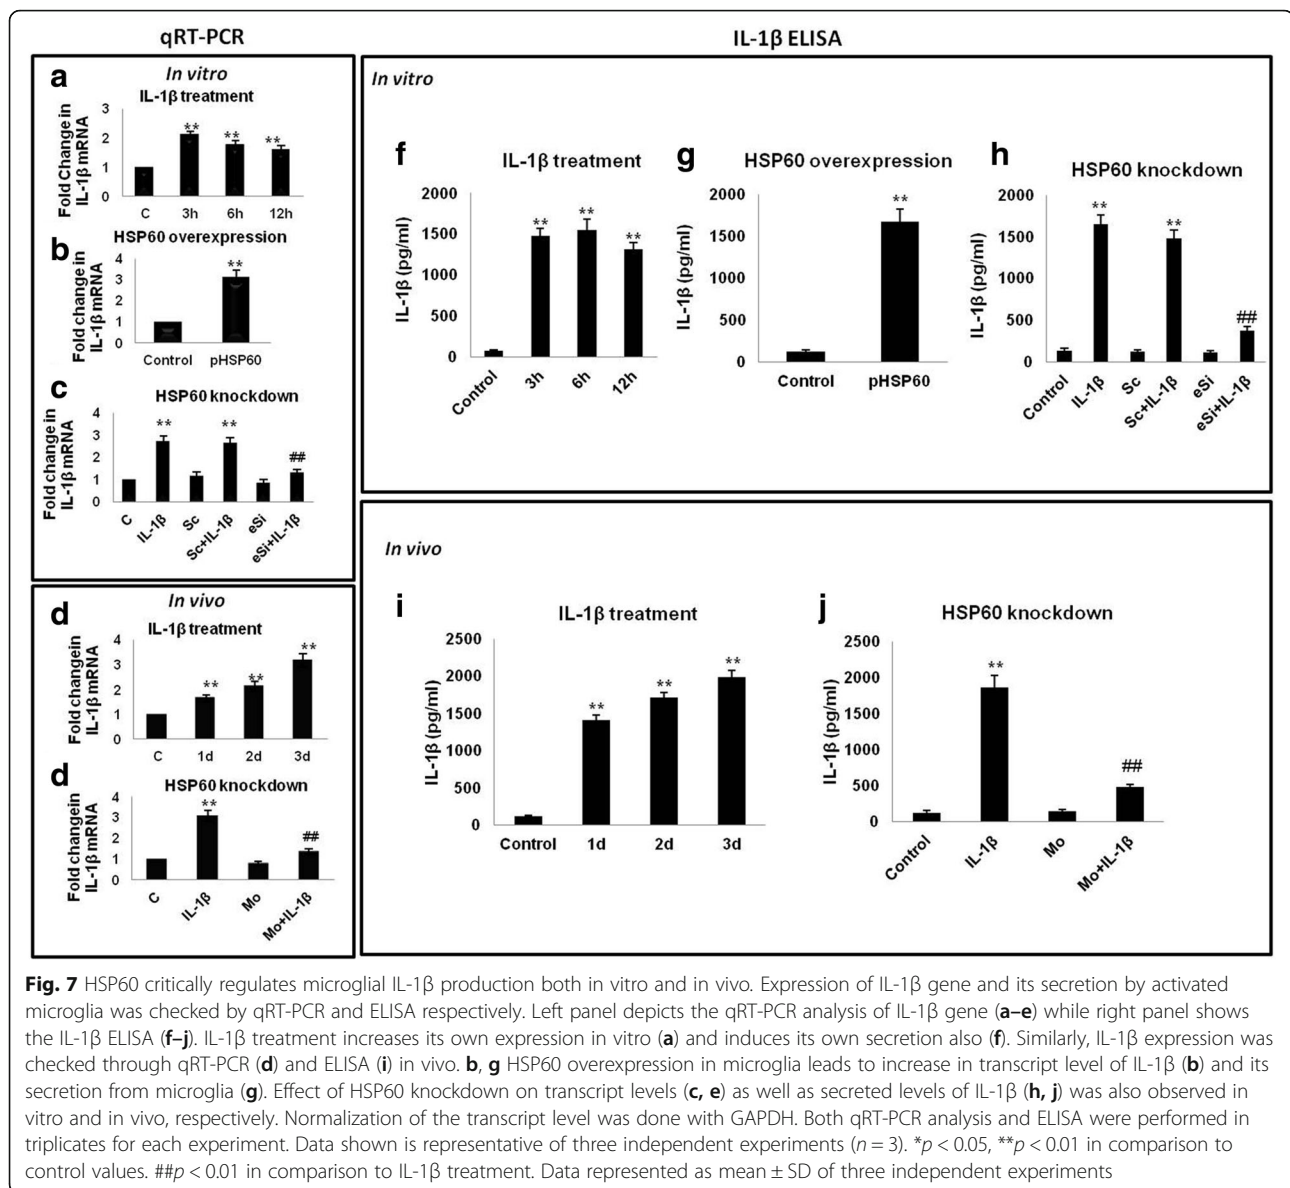 qRT-PCR
IL-1β ELISA
a
In vitro
IL-1β treatment
Fold Change in
IL-1β mRNA
3
2
1
0
**
**
**
C 3h 6h 12h
b
HSP60 overexpression
Fold change in
IL-1β mRNA
4
3
2
1
0
**
Control pHSP60
c
HSP60 knockdown
Fold change in
IL-1β mRNA
4
3
2
1
0
**
**
##
C IL-1β Sc Sc+IL-1β eSi eSi+IL-1β
d
In vivo
IL-1β treatment
Fold changein
IL-1β mRNA
4
3
2
1
0
**
**
**
C 1d 2d 3d
d
HSP60 knockdown
Fold changein
IL-1β mRNA
4
3
2
1
0
**
##
C IL-1β Mo Mo+IL-1β
In vitro
f
IL-1β treatment
IL-1β (pg/ml)
2000
1500
1000
500
0
**
**
**
Control 3h 6h 12h
g
HSP60 overexpression
IL-1β (pg/ml)
2000
1500
1000
500
0
**
Control pHSP60
h
HSP60 knockdown
IL-1β (pg/ml)
2000
1500
1000
500
0
**
**
##
Control IL-1β Sc Sc+IL-1β eSi eSi+IL-1β
In vivo
i
IL-1β treatment
IL-1β (pg/ml)
2500
2000
1500
1000
500
0
**
**
**
Control 1d 2d 3d
j
HSP60 knockdown
IL-1β (pg/ml)
2500
2000
1500
1000
500
0
**
##
Control IL-1β Mo Mo+IL-1β
Fig. 7 HSP60 critically regulates microglial IL-1β production both in vitro and in vivo. Expression of IL-1β gene and its secretion by activated
microglia was checked by qRT-PCR and ELISA respectively. Left panel depicts the qRT-PCR analysis of IL-1β gene (a–e) while right panel shows
the IL-1β ELISA (f–j). IL-1β treatment increases its own expression in vitro (a) and induces its own secretion also (f). Similarly, IL-1β expression was
checked through qRT-PCR (d) and ELISA (i) in vivo. b, g HSP60 overexpression in microglia leads to increase in transcript level of IL-1β (b) and its
secretion from microglia (g). Effect of HSP60 knockdown on transcript levels (c, e) as well as secreted levels of IL-1β (h, j) was also observed in
vitro and in vivo, respectively. Normalization of the transcript level was done with GAPDH. Both qRT-PCR analysis and ELISA were performed in
triplicates for each experiment. Data shown is representative of three independent experiments (n = 3). *p < 0.05, **p < 0.01 in comparison to
control values. ##p < 0.01 in comparison to IL-1β treatment. Data represented as mean ± SD of three independent experiments